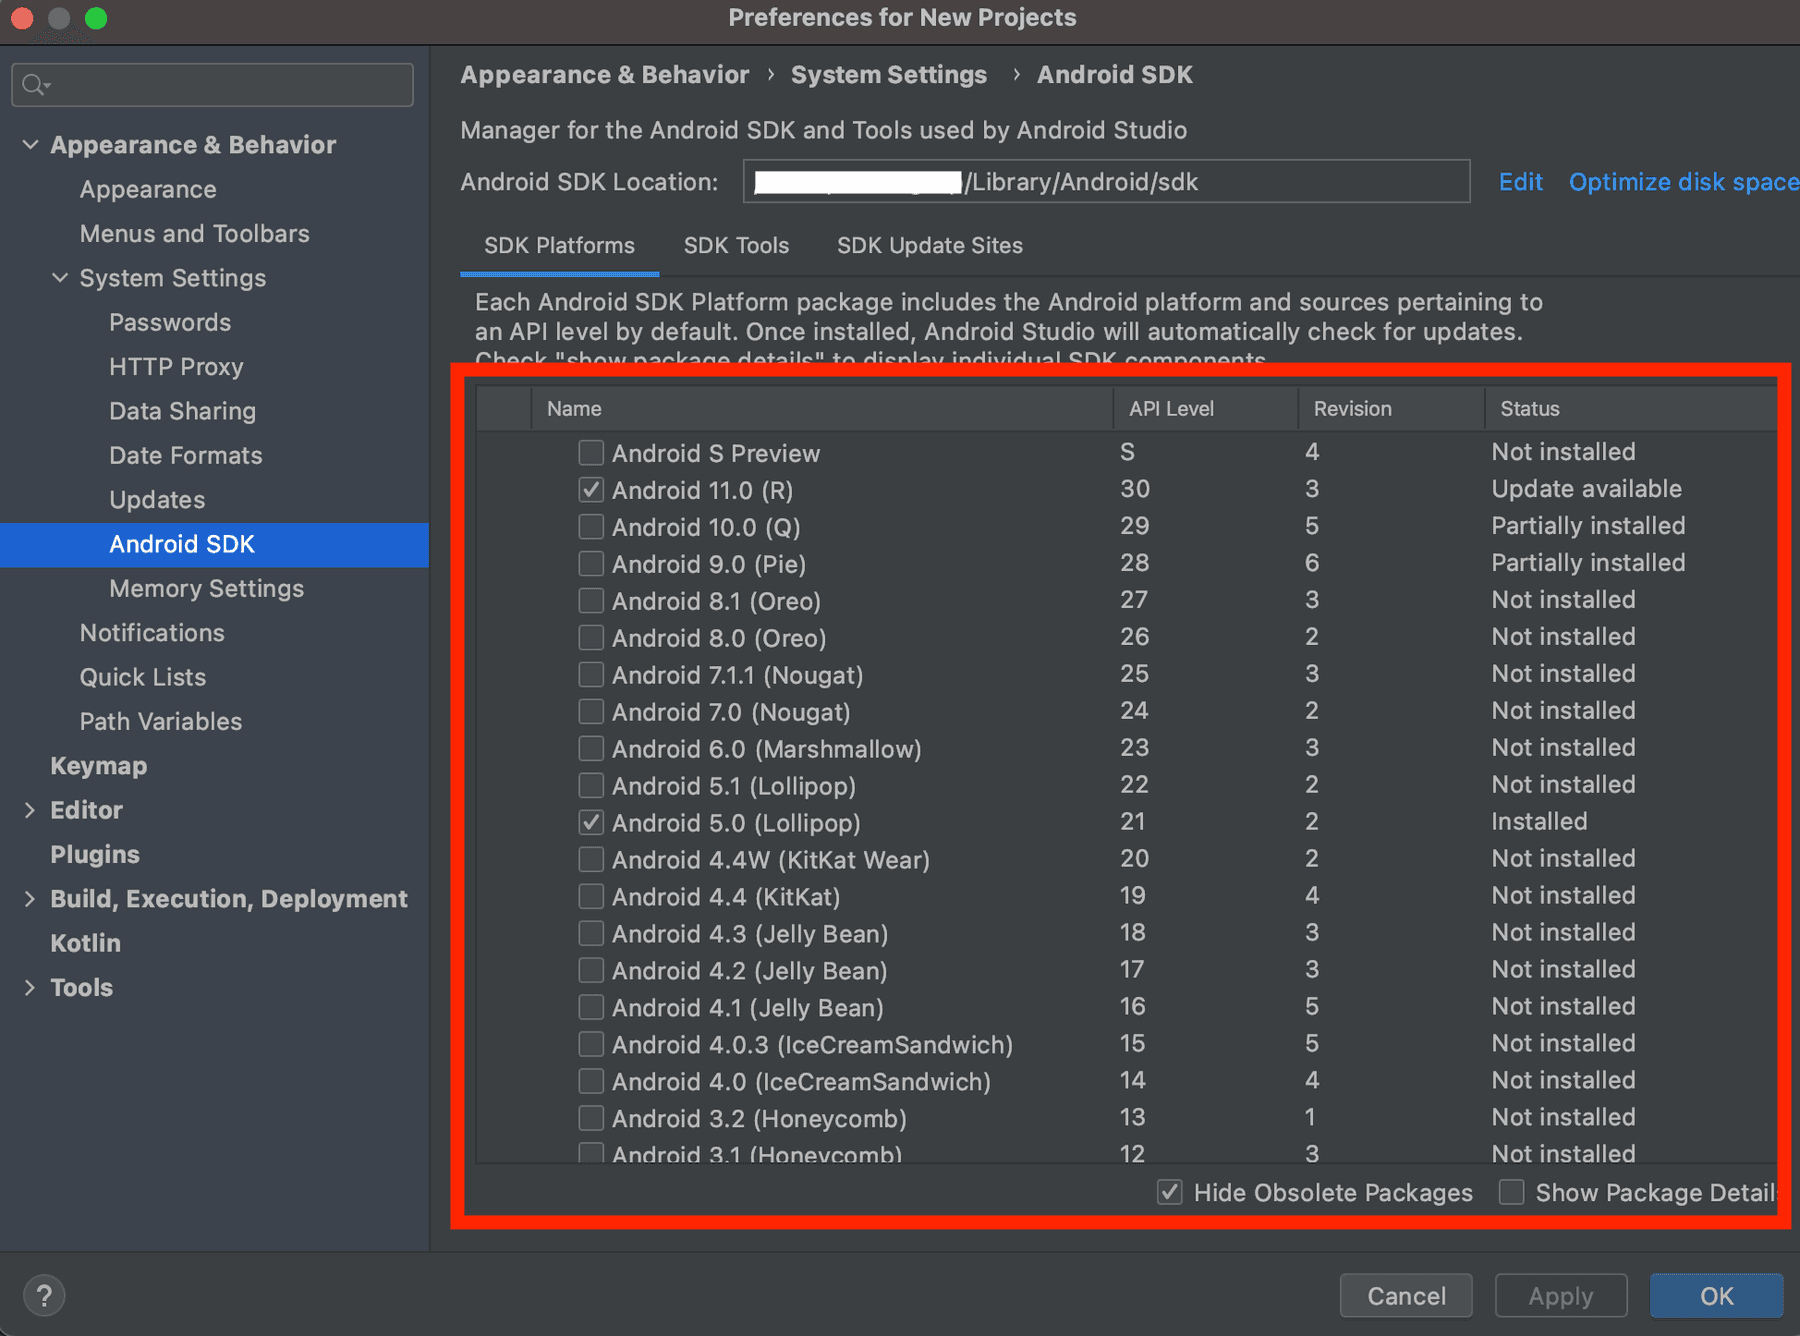 Preferences for New Projects
Appearance & Behavior › System Settings › Android SDK
Manager for the Android SDK and Tools used by Android Studio
Android SDK Location: /Library/Android/sdk Edit Optimize disk space
SDK Platforms SDK Tools SDK Update Sites
Each Android SDK Platform package includes the Android platform and sources pertaining to
an API level by default. Once installed, Android Studio will automatically check for updates.
Check "show package details" to display individual SDK components.
Appearance & Behavior
Appearance
Menus and Toolbars
System Settings
Passwords
HTTP Proxy
Data Sharing
Date Formats
Updates
Android SDK
Memory Settings
Notifications
Quick Lists
Path Variables
Keymap
Editor
Plugins
Build, Execution, Deployment
Kotlin
Tools
Name API Level Revision Status
Android S Preview S 4 Not installed
Android 11.0 (R) 30 3 Update available
Android 10.0 (Q) 29 5 Partially installed
Android 9.0 (Pie) 28 6 Partially installed
Android 8.1 (Oreo) 27 3 Not installed
Android 8.0 (Oreo) 26 2 Not installed
Android 7.1.1 (Nougat) 25 3 Not installed
Android 7.0 (Nougat) 24 2 Not installed
Android 6.0 (Marshmallow) 23 3 Not installed
Android 5.1 (Lollipop) 22 2 Not installed
Android 5.0 (Lollipop) 21 2 Installed
Android 4.4W (KitKat Wear) 20 2 Not installed
Android 4.4 (KitKat) 19 4 Not installed
Android 4.3 (Jelly Bean) 18 3 Not installed
Android 4.2 (Jelly Bean) 17 3 Not installed
Android 4.1 (Jelly Bean) 16 5 Not installed
Android 4.0.3 (IceCreamSandwich) 15 5 Not installed
Android 4.0 (IceCreamSandwich) 14 4 Not installed
Android 3.2 (Honeycomb) 13 1 Not installed
Android 3.1 (Honeycomb) 12 3 Not installed
Hide Obsolete Packages Show Package Detail
? Cancel Apply OK